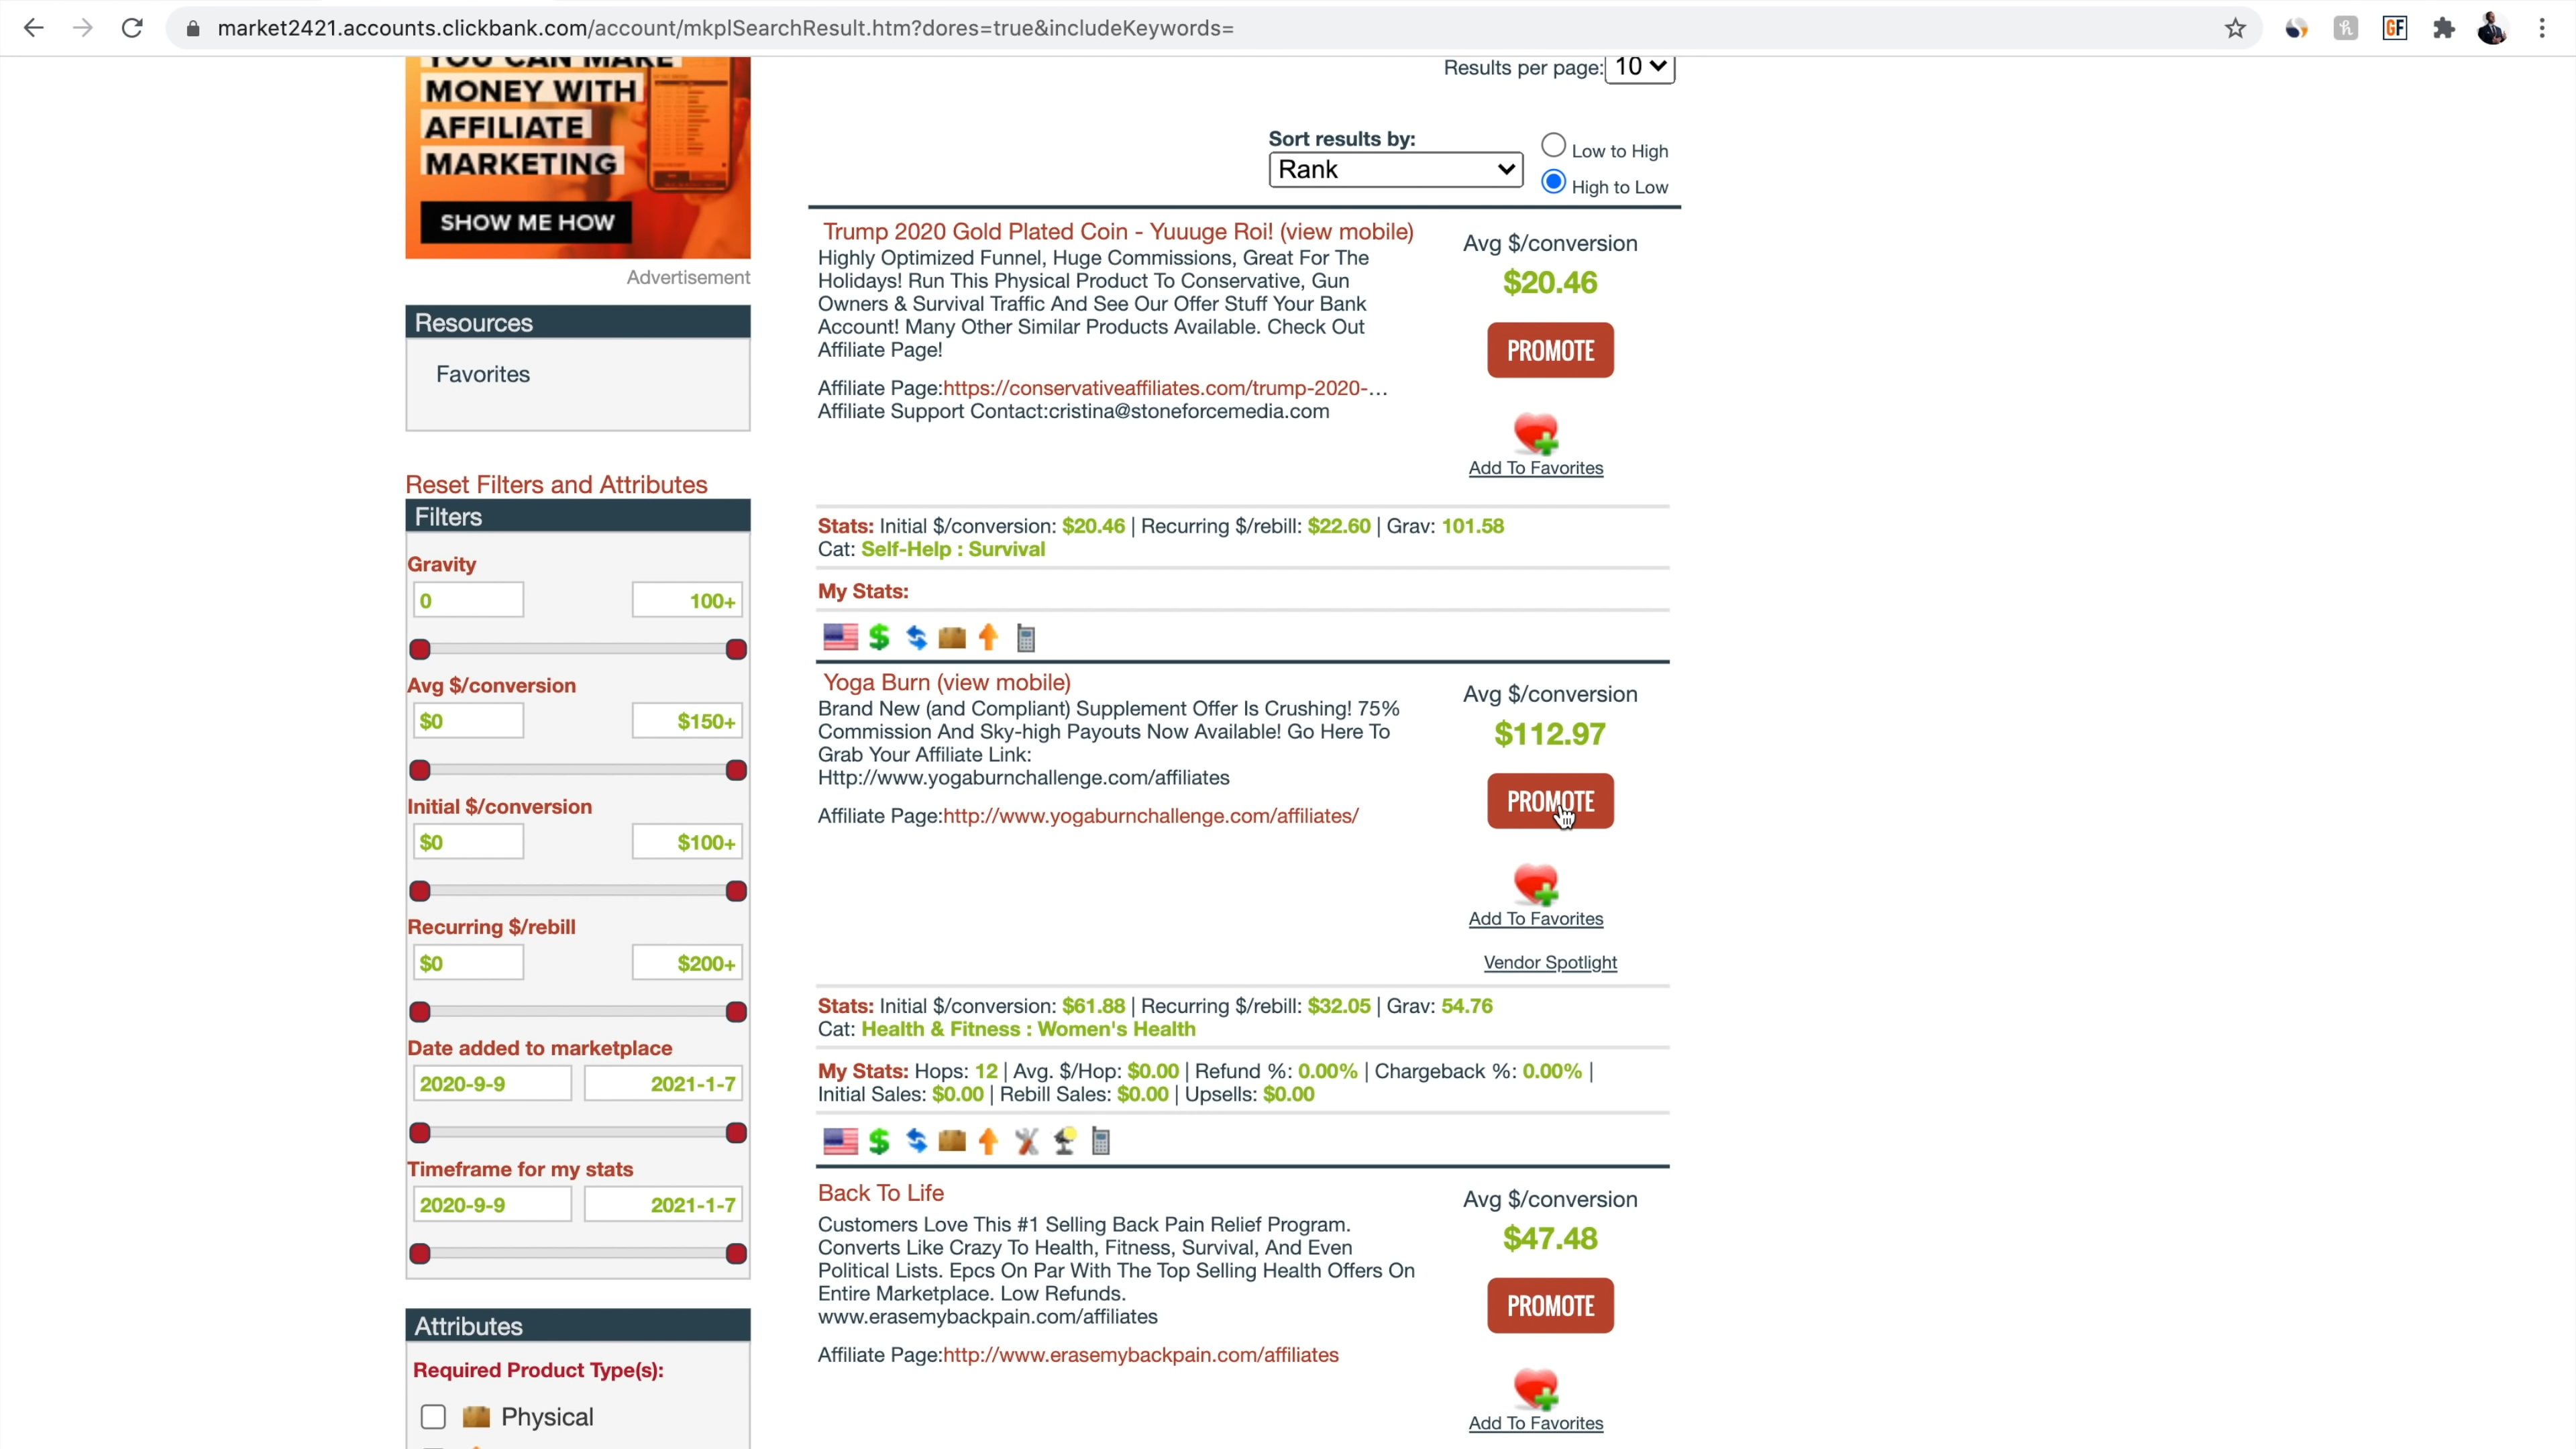 market2421.accounts.clickbank.com/account/mkplSearchResult.htm?dores=true&includeKeywords=
GF
YOU CAN MAKE
MONEY WITH
AFFILIATE
MARKETING
SHOW ME HOW
Advertisement
Resources
Favorites
Reset Filters and Attributes
Filters
Gravity
0 100+
Avg $/conversion
$0 $150+
Initial $/conversion
$0 $100+
Recurring $/rebill
$0 $200+
Date added to marketplace
2020-9-9 2021-1-7
Timeframe for my stats
2020-9-9 2021-1-7
Attributes
Required Product Type(s):
Physical
Results per page: 10
Sort results by:
Rank
Low to High
High to Low
Trump 2020 Gold Plated Coin - Yuuuge Roi! (view mobile)
Highly Optimized Funnel, Huge Commissions, Great For The
Holidays! Run This Physical Product To Conservative, Gun
Owners & Survival Traffic And See Our Offer Stuff Your Bank
Account! Many Other Similar Products Available. Check Out
Affiliate Page!
Affiliate Page:https://conservativeaffiliates.com/trump-2020-...
Affiliate Support Contact:cristina@stoneforcemedia.com
Avg $/conversion
$20.46
PROMOTE
Add To Favorites
Stats: Initial $/conversion: $20.46 | Recurring $/rebill: $22.60 | Grav: 101.58
Cat: Self-Help : Survival
My Stats:
Yoga Burn (view mobile)
Brand New (and Compliant) Supplement Offer Is Crushing! 75%
Commission And Sky-high Payouts Now Available! Go Here To
Grab Your Affiliate Link:
Http://www.yogaburnchallenge.com/affiliates
Affiliate Page:http://www.yogaburnchallenge.com/affiliates/
Avg $/conversion
$112.97
PROMOTE
Add To Favorites
Vendor Spotlight
Stats: Initial $/conversion: $61.88 | Recurring $/rebill: $32.05 | Grav: 54.76
Cat: Health & Fitness : Women's Health
My Stats: Hops: 12 | Avg. $/Hop: $0.00 | Refund %: 0.00% | Chargeback %: 0.00% |
Initial Sales: $0.00 | Rebill Sales: $0.00 | Upsells: $0.00
Back To Life
Customers Love This #1 Selling Back Pain Relief Program.
Converts Like Crazy To Health, Fitness, Survival, And Even
Political Lists. Epcs On Par With The Top Selling Health Offers On
Entire Marketplace. Low Refunds.
www.erasemybackpain.com/affiliates
Affiliate Page:http://www.erasemybackpain.com/affiliates
Avg $/conversion
$47.48
PROMOTE
Add To Favorites